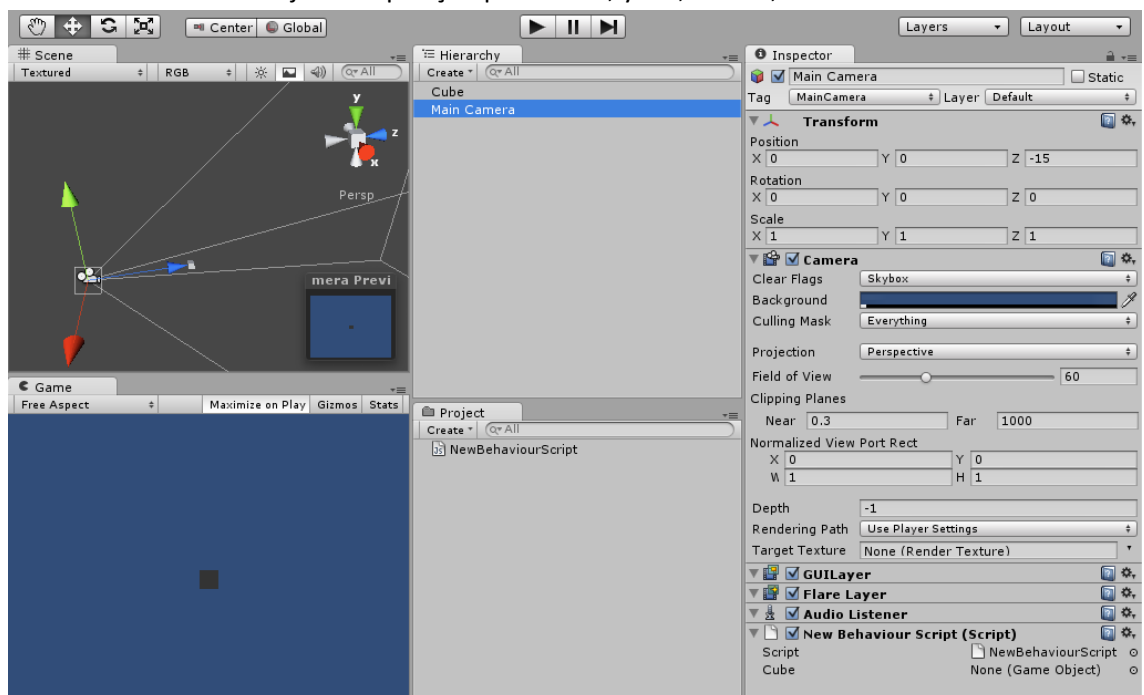 Center Global
Layers
Layout
Scene
Textured RGB All
y
z
x
Persp
mera Previ
Game
Free Aspect Maximize on Play Gizmos Stats
Hierarchy
Create All
Cube
Main Camera
Project
Create All
NewBehaviourScript
Inspector
Main Camera Static
Tag MainCamera Layer Default
Transform
Position
X 0 Y 0 Z -15
Rotation
X 0 Y 0 Z 0
Scale
X 1 Y 1 Z 1
Camera
Clear Flags Skybox
Background
Culling Mask Everything
Projection Perspective
Field of View 60
Clipping Planes
Near 0.3 Far 1000
Normalized View Port Rect
X 0 Y 0
W 1 H 1
Depth -1
Rendering Path Use Player Settings
Target Texture None (Render Texture)
GUILayer
Flare Layer
Audio Listener
New Behaviour Script (Script)
Script NewBehaviourScript
Cube None (Game Object)